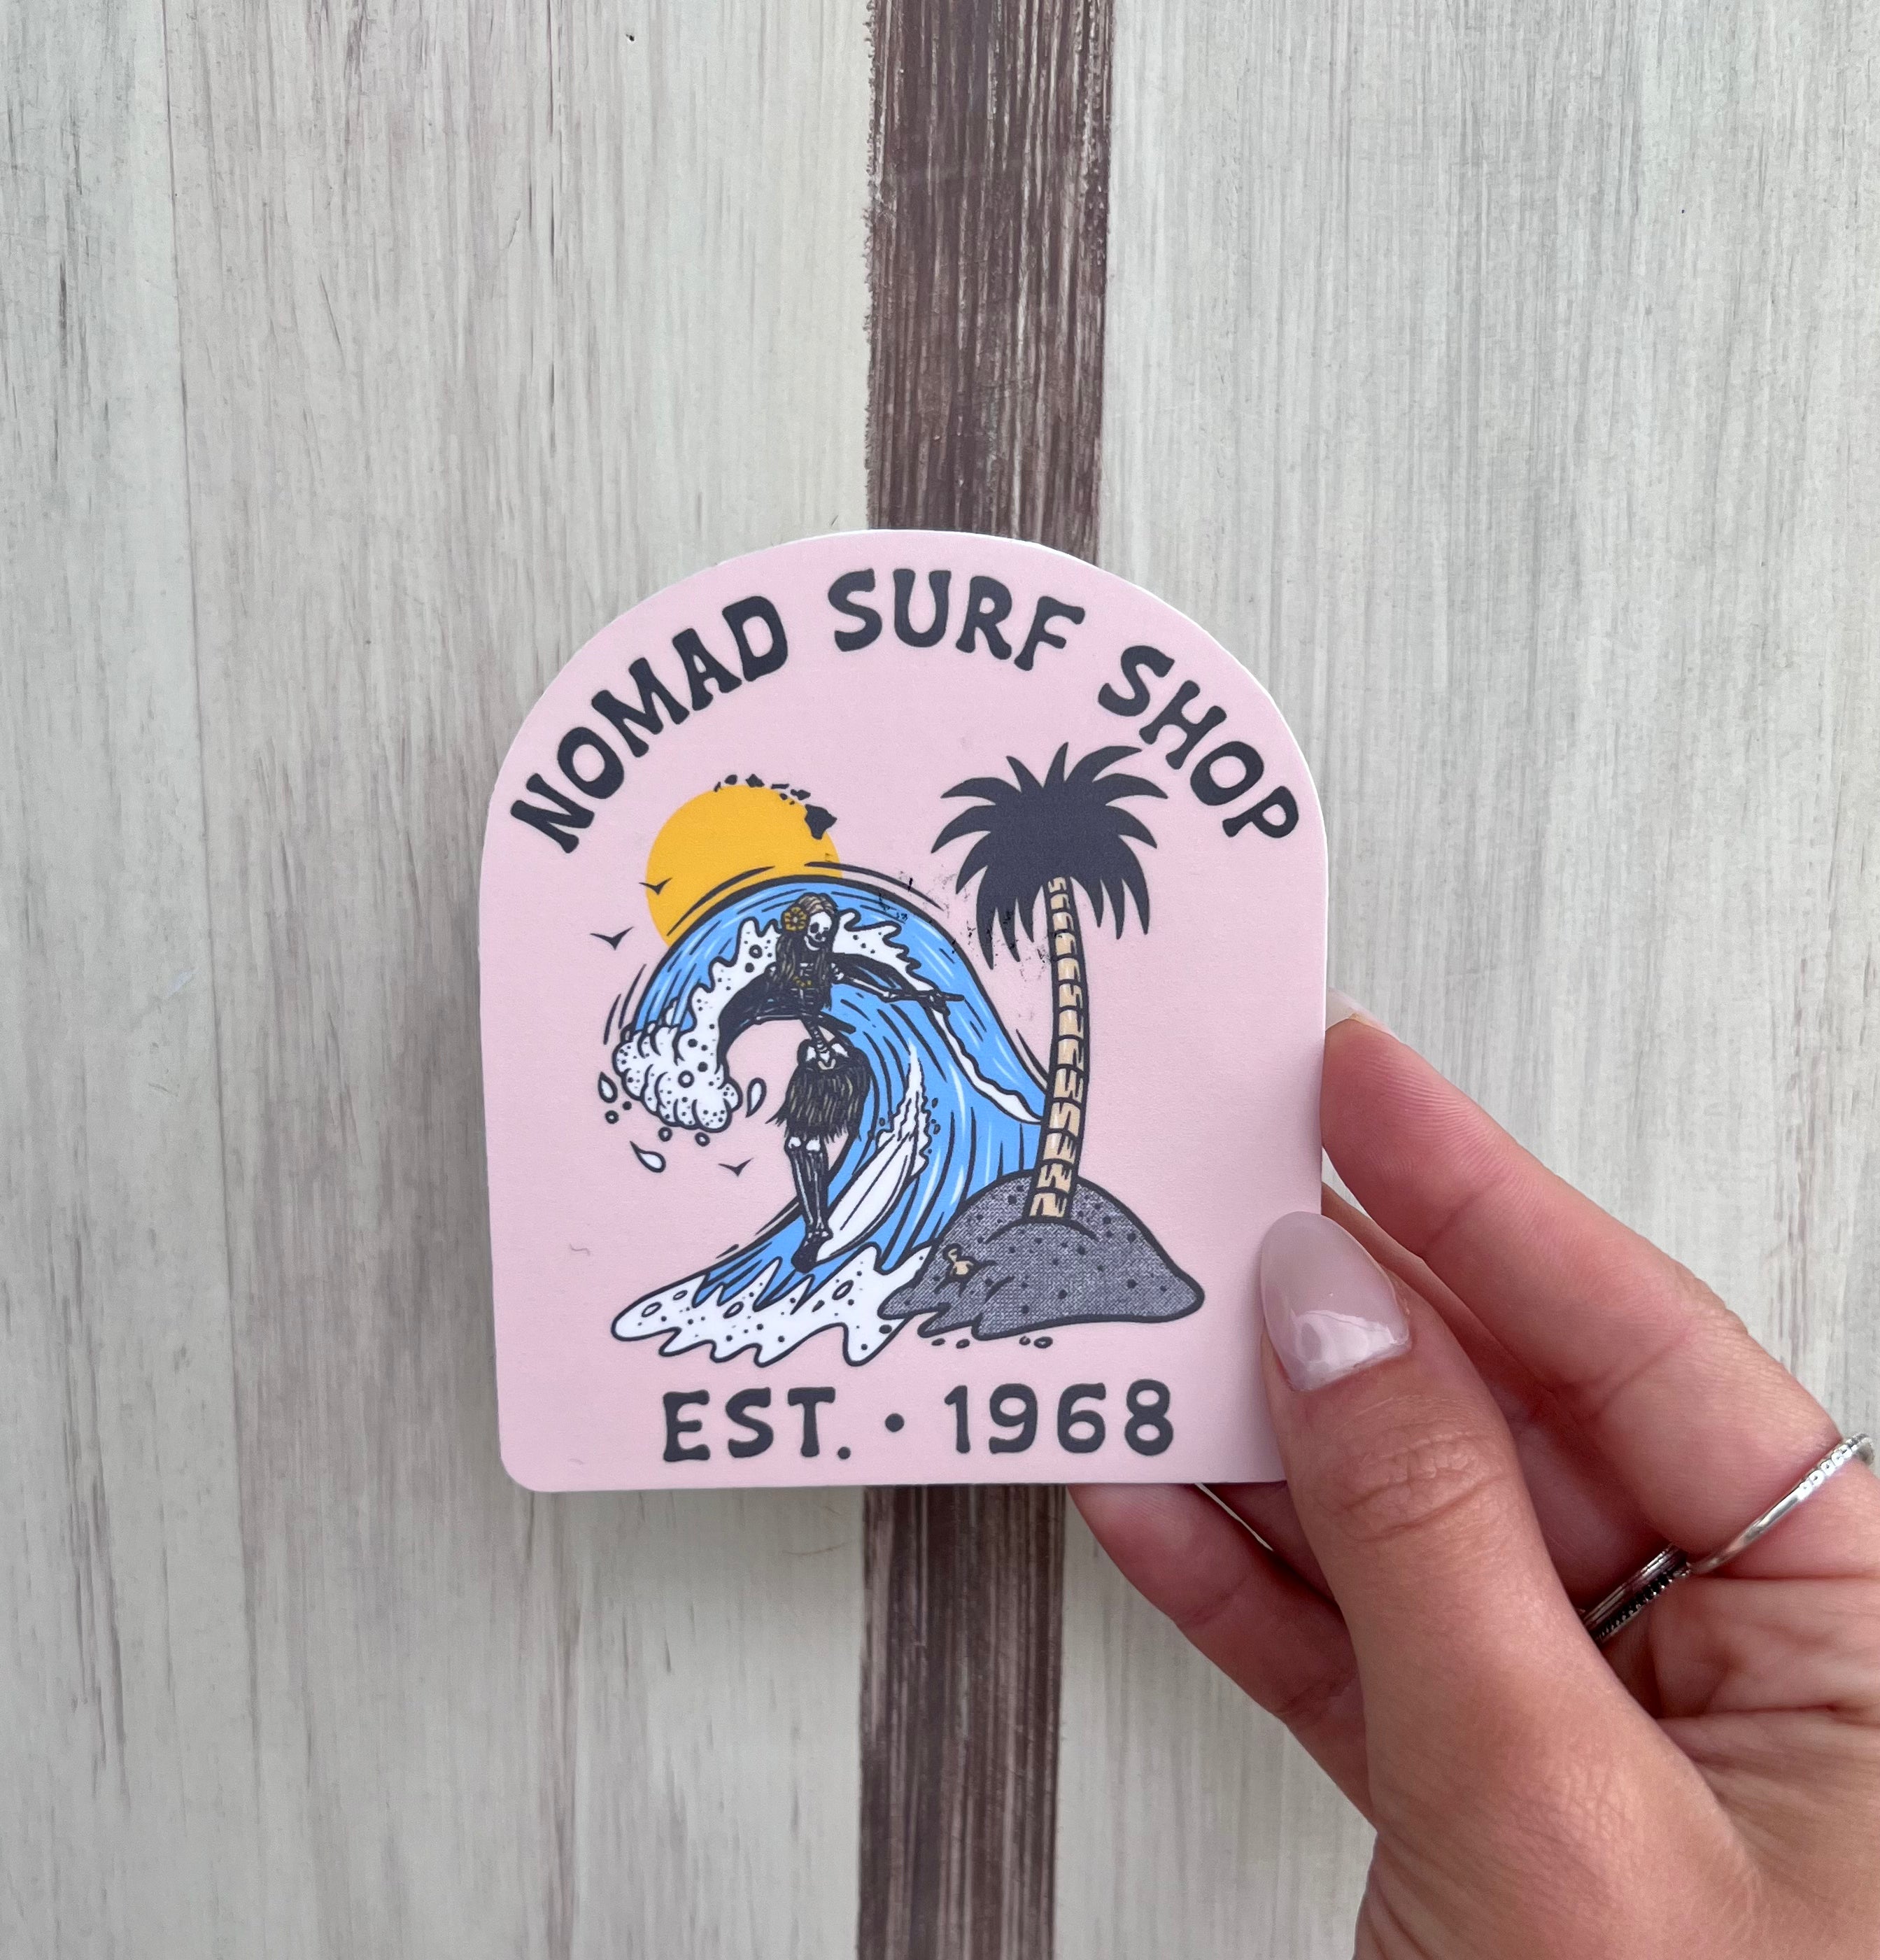 NOMAD SURF SHOP
EST. • 1968